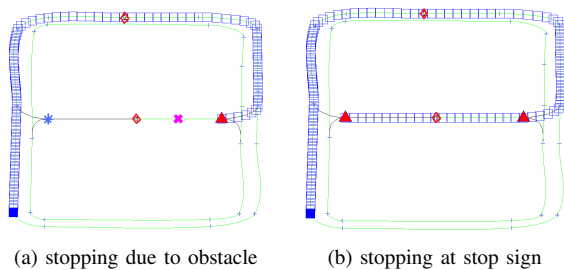 (a) stopping due to obstacle
(b) stopping at stop sign